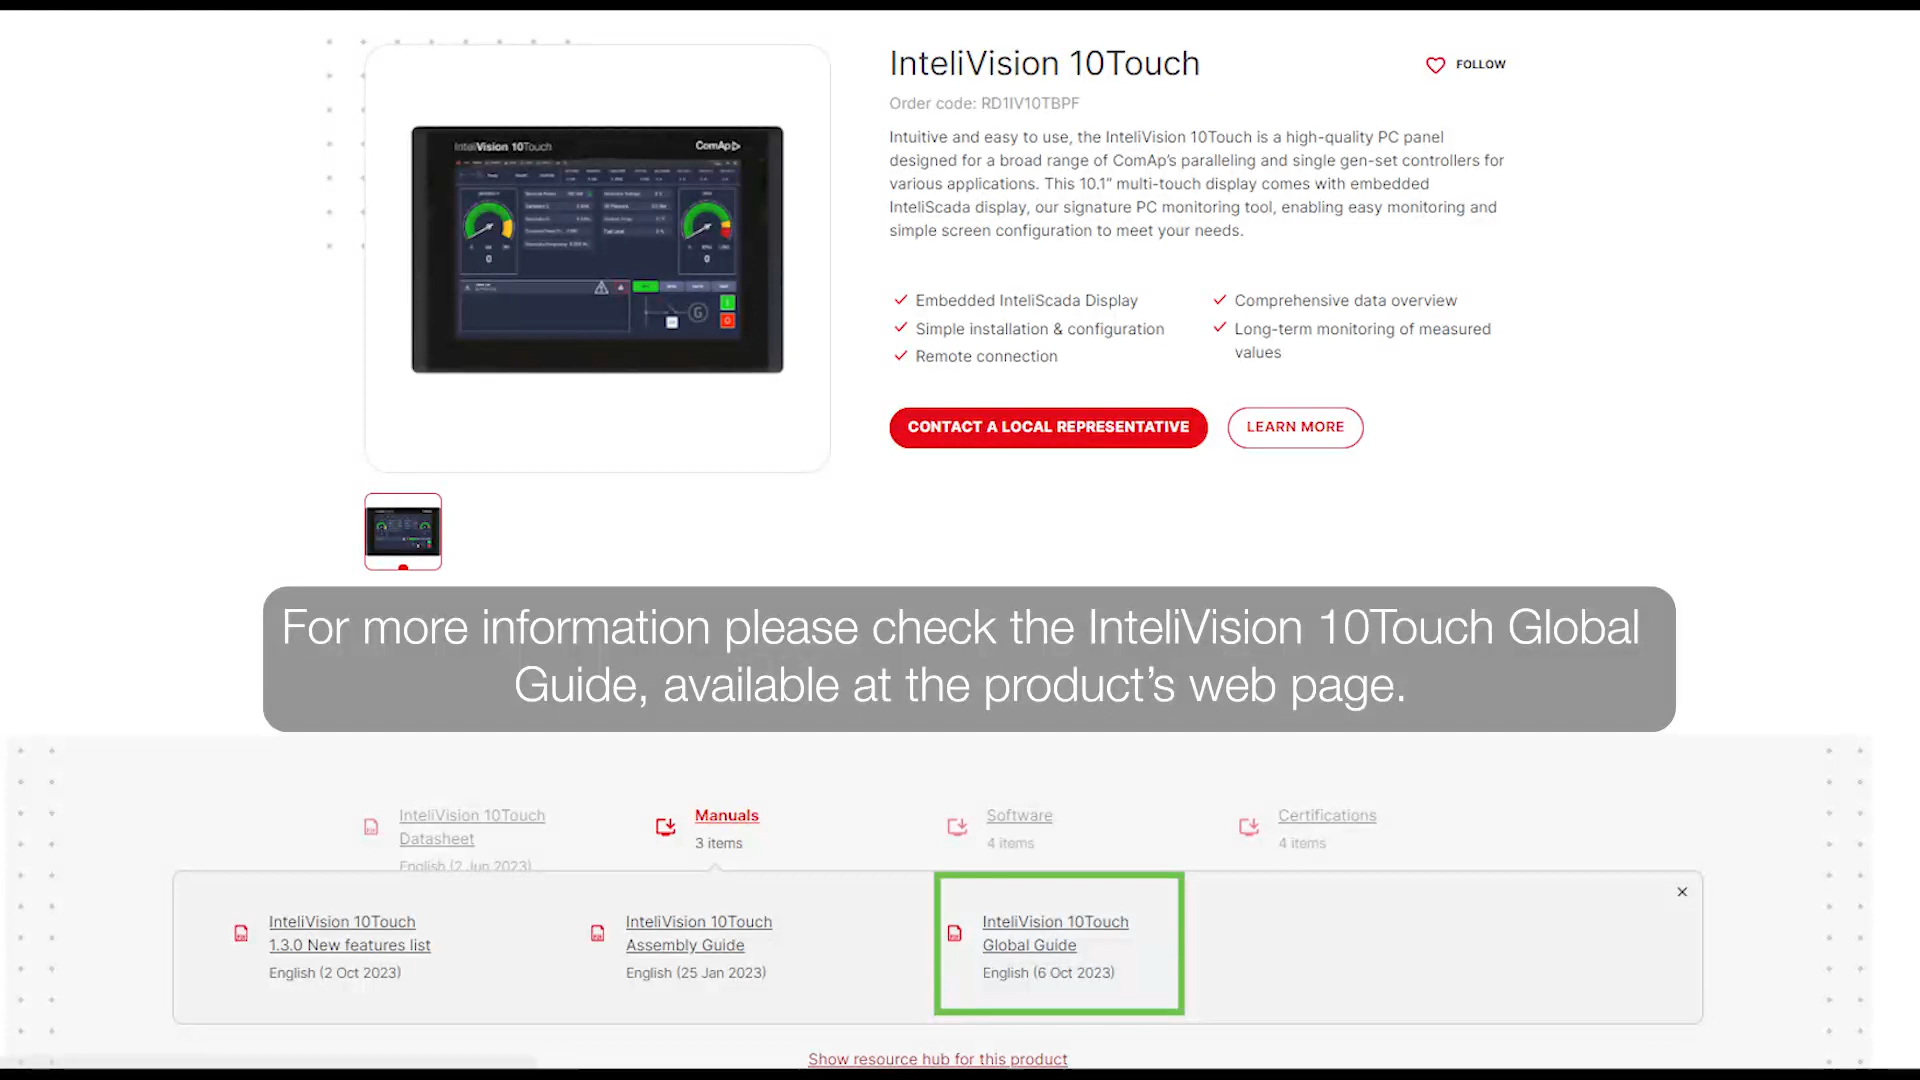 InteliVision 10Touch
FOLLOW
Order code: RD1IV10TBPF
Intuitive and easy to use, the InteliVision 10Touch is a high-quality PC panel
designed for a broad range of ComAp's paralleling and single gen-set controllers for
various applications. This 10.1" multi-touch display comes with embedded
InteliScada display, our signature PC monitoring tool, enabling easy monitoring and
simple screen configuration to meet your needs.
InteliVision 10Touch
ComAp
0
0
G
Embedded InteliScada Display
Simple installation & configuration
Remote connection
Comprehensive data overview
Long-term monitoring of measured
values
CONTACT A LOCAL REPRESENTATIVE
LEARN MORE
For more information please check the InteliVision 10Touch Global
Guide, available at the product's web page.
InteliVision 10Touch
Datasheet
English (2 Jun 2023)
Manuals
3 items
Software
4 items
Certifications
4 items
InteliVision 10Touch
1.3.0 New features list
English (2 Oct 2023)
InteliVision 10Touch
Assembly Guide
English (25 Jan 2023)
InteliVision 10Touch
Global Guide
English (6 Oct 2023)
Show resource hub for this product